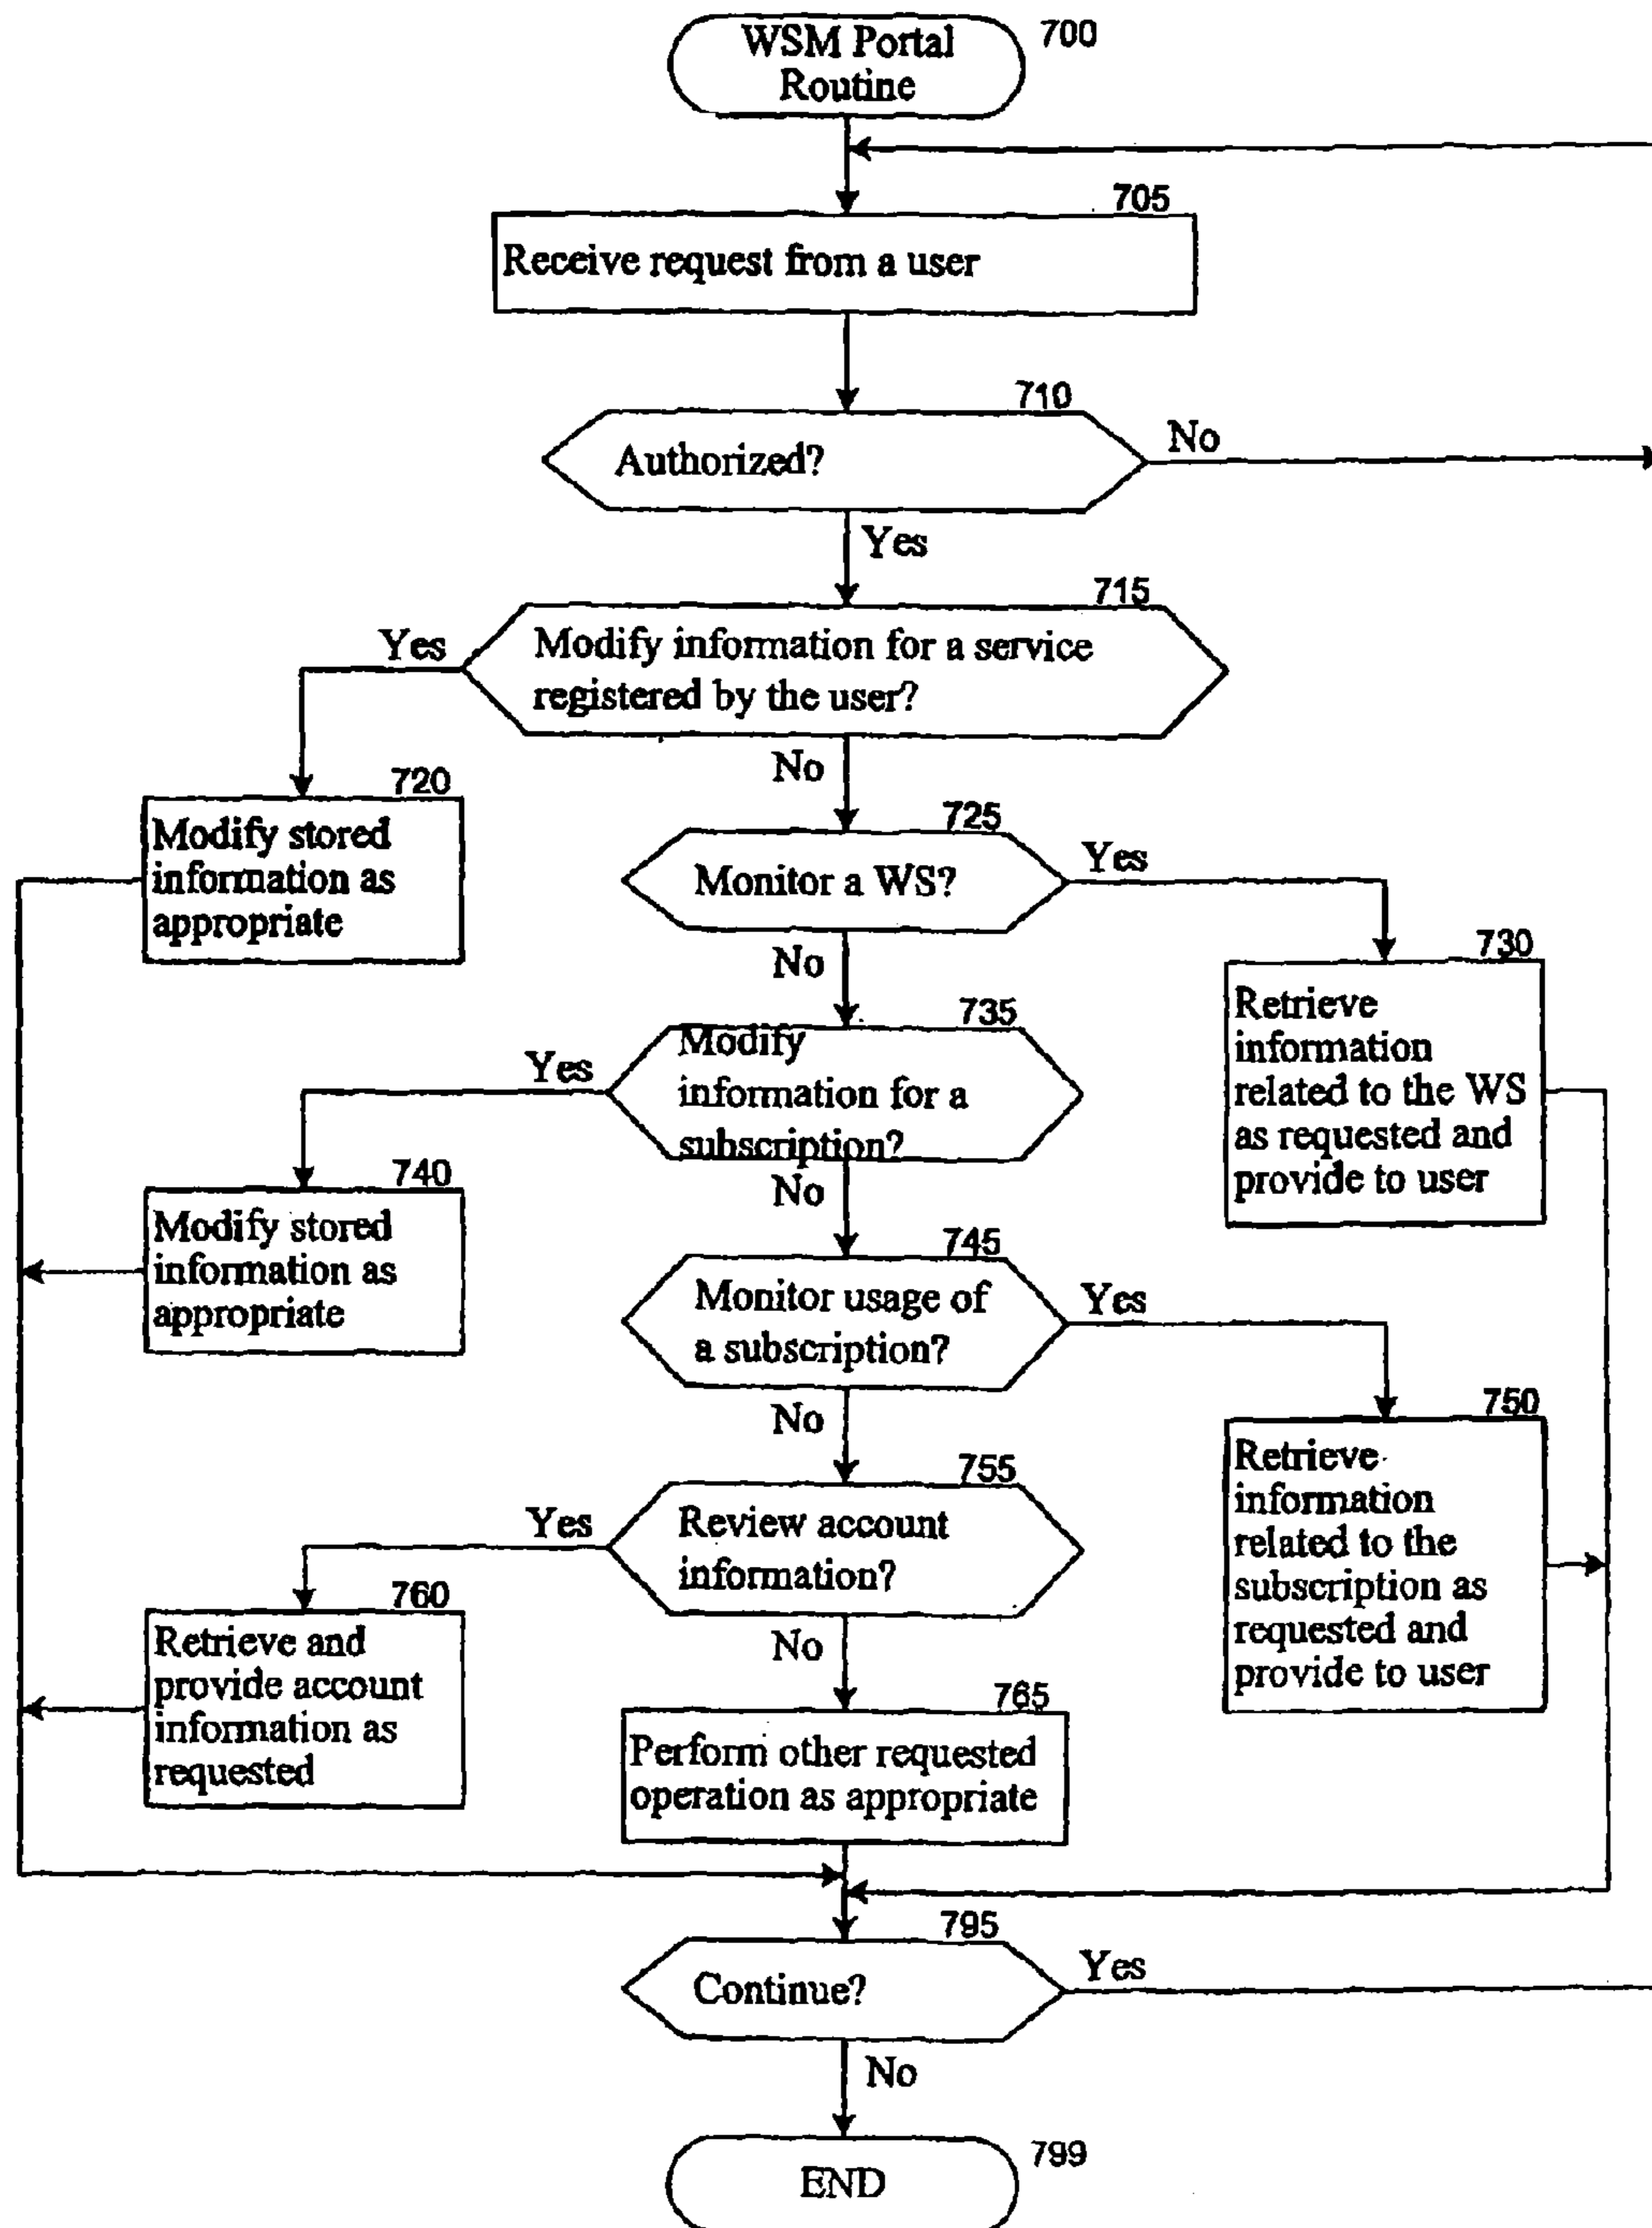 WSM Portal
Routine
700
705
Receive request from a user
710
Authorized?
No
Yes
715
Yes
Modify information for a service
registered by the user?
No
720
Modify stored
information as
appropriate
725
Monitor a WS?
Yes
No
730
Retrieve
information
related to the WS
as requested and
provide to user
735
Yes
Modify
information for a
subscription?
No
740
Modify stored
information as
appropriate
745
Monitor usage of
a subscription?
Yes
No
750
Retrieve
information
related to the
subscription as
requested and
provide to user
755
Yes
Review account
information?
No
760
Retrieve and
provide account
information as
requested
765
Perform other requested
operation as appropriate
795
Continue?
Yes
No
END
799